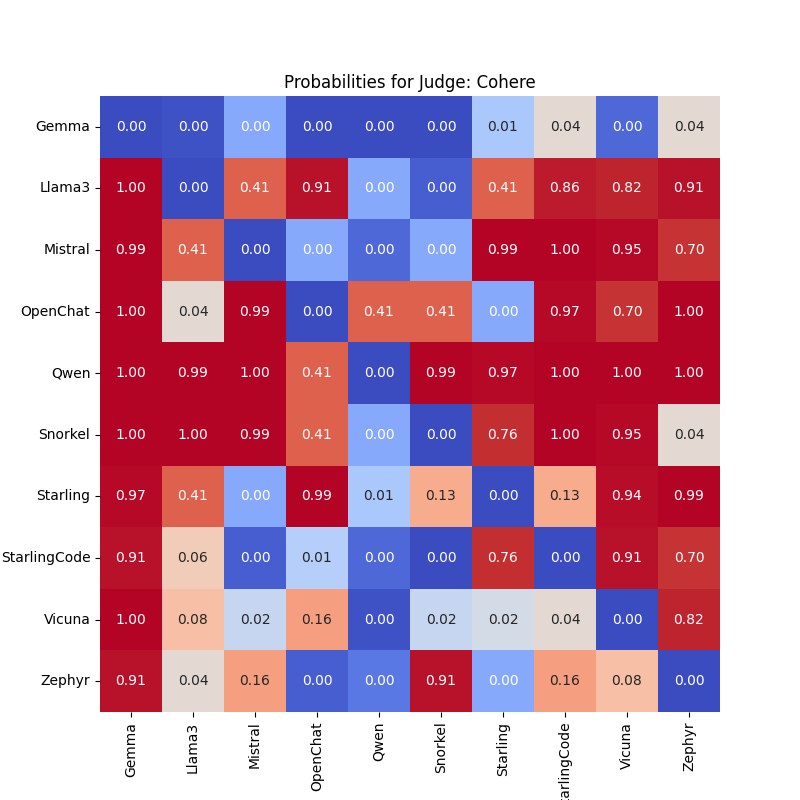 Probabilities for Judge: Cohere
Gemma 0.00 0.00 0.00 0.00 0.00 0.00 0.01 0.04 0.00 0.04
Llama3 1.00 0.00 0.41 0.91 0.00 0.00 0.41 0.86 0.82 0.91
Mistral 0.99 0.41 0.00 0.00 0.00 0.00 0.99 1.00 0.95 0.70
OpenChat 1.00 0.04 0.99 0.00 0.41 0.41 0.00 0.97 0.70 1.00
Qwen 1.00 0.99 1.00 0.41 0.00 0.99 0.97 1.00 1.00 1.00
Snorkel 1.00 1.00 0.99 0.41 0.00 0.00 0.76 1.00 0.95 0.04
Starling 0.97 0.41 0.00 0.99 0.01 0.13 0.00 0.13 0.94 0.99
StarlingCode 0.91 0.06 0.00 0.01 0.00 0.00 0.76 0.00 0.91 0.70
Vicuna 1.00 0.08 0.02 0.16 0.00 0.02 0.02 0.04 0.00 0.82
Zephyr 0.91 0.04 0.16 0.00 0.00 0.91 0.00 0.16 0.08 0.00
Gemma Llama3 Mistral OpenChat Qwen Snorkel Starling arlingCode Vicuna Zephyr